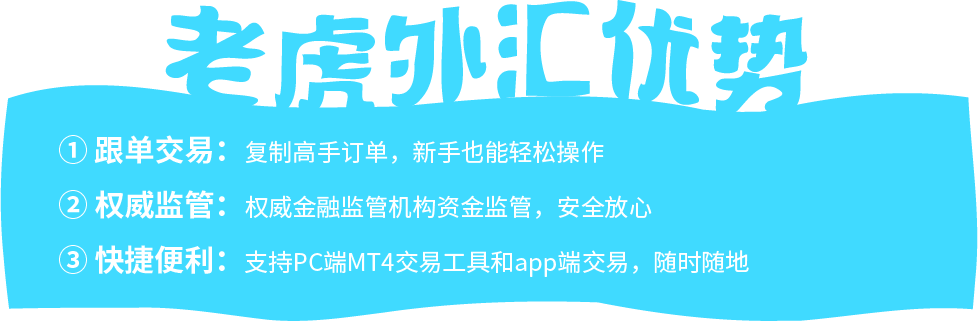 老虎外汇优势
① 跟单交易：复制高手订单，新手也能轻松操作
② 权威监管：权威金融监管机构资金监管，安全放心
③ 快捷便利：支持PC端MT4交易工具和app端交易，随时随地